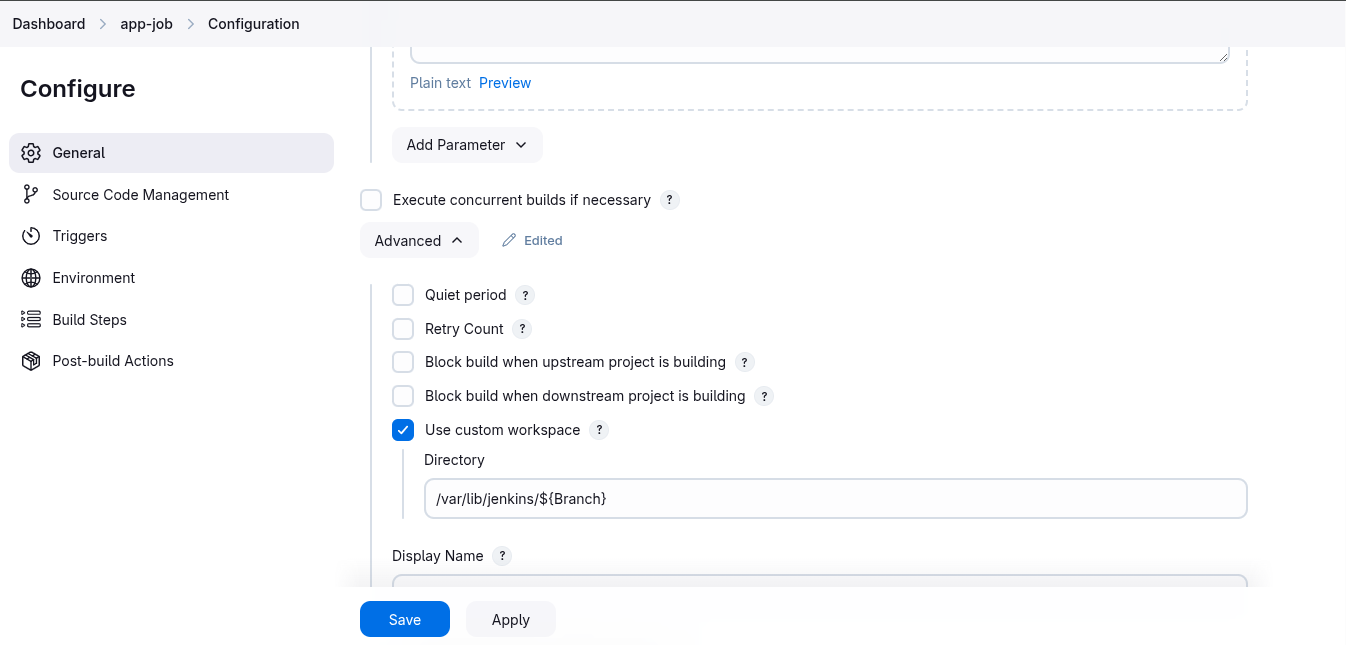 Dashboard > app-job > Configuration
Configure
General
Source Code Management
Triggers
Environment
Build Steps
Post-build Actions
Plain text Preview
Add Parameter
Execute concurrent builds if necessary ?
Advanced Edited
Quiet period ?
Retry Count ?
Block build when upstream project is building ?
Block build when downstream project is building ?
Use custom workspace ?
Directory
/var/lib/jenkins/${Branch}
Display Name ?
Save Apply